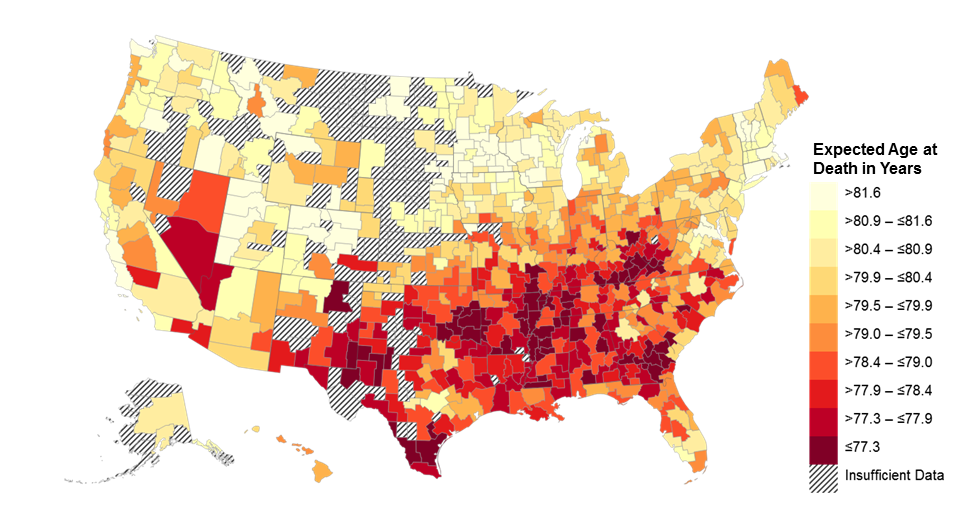 Expected Age at
Death in Years
>81.6
>80.9 – ≤81.6
>80.4 – ≤80.9
>79.9 – ≤80.4
>79.5 – ≤79.9
>79.0 – ≤79.5
>78.4 – ≤79.0
>77.9 – ≤78.4
>77.3 – ≤77.9
≤77.3
Insufficient Data